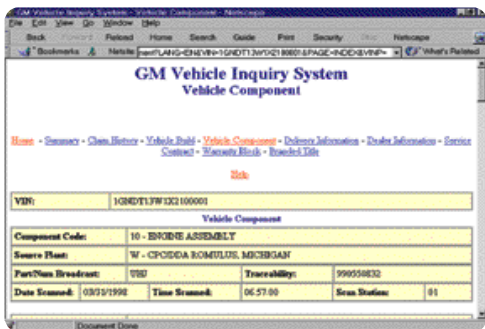 GM Vehicle Inquiry System - Vehicle Component - Netscape
File Edit View Go Window Help
Back Forward Reload Home Search Guide Print Security Stop Netscape
Bookmarks What's Related
GM Vehicle Inquiry System
Vehicle Component
Home - Summary - Claim History - Vehicle Build - Vehicle Component - Delivery Information - Dealer Information - Service
Contract - Warranty Block - Branded Title
Help
VIN:
Vehicle Component
Component Code: 10 - ENGINE ASSEMBLY
Source Plant: W - CPC/DDA ROMULUS, MICHIGAN
Part/Num Broadcast: Traceability: 990550832
Date Scanned: 03/31/1998 Time Scanned: 06:57:00 Scan Station: 01
Document Done